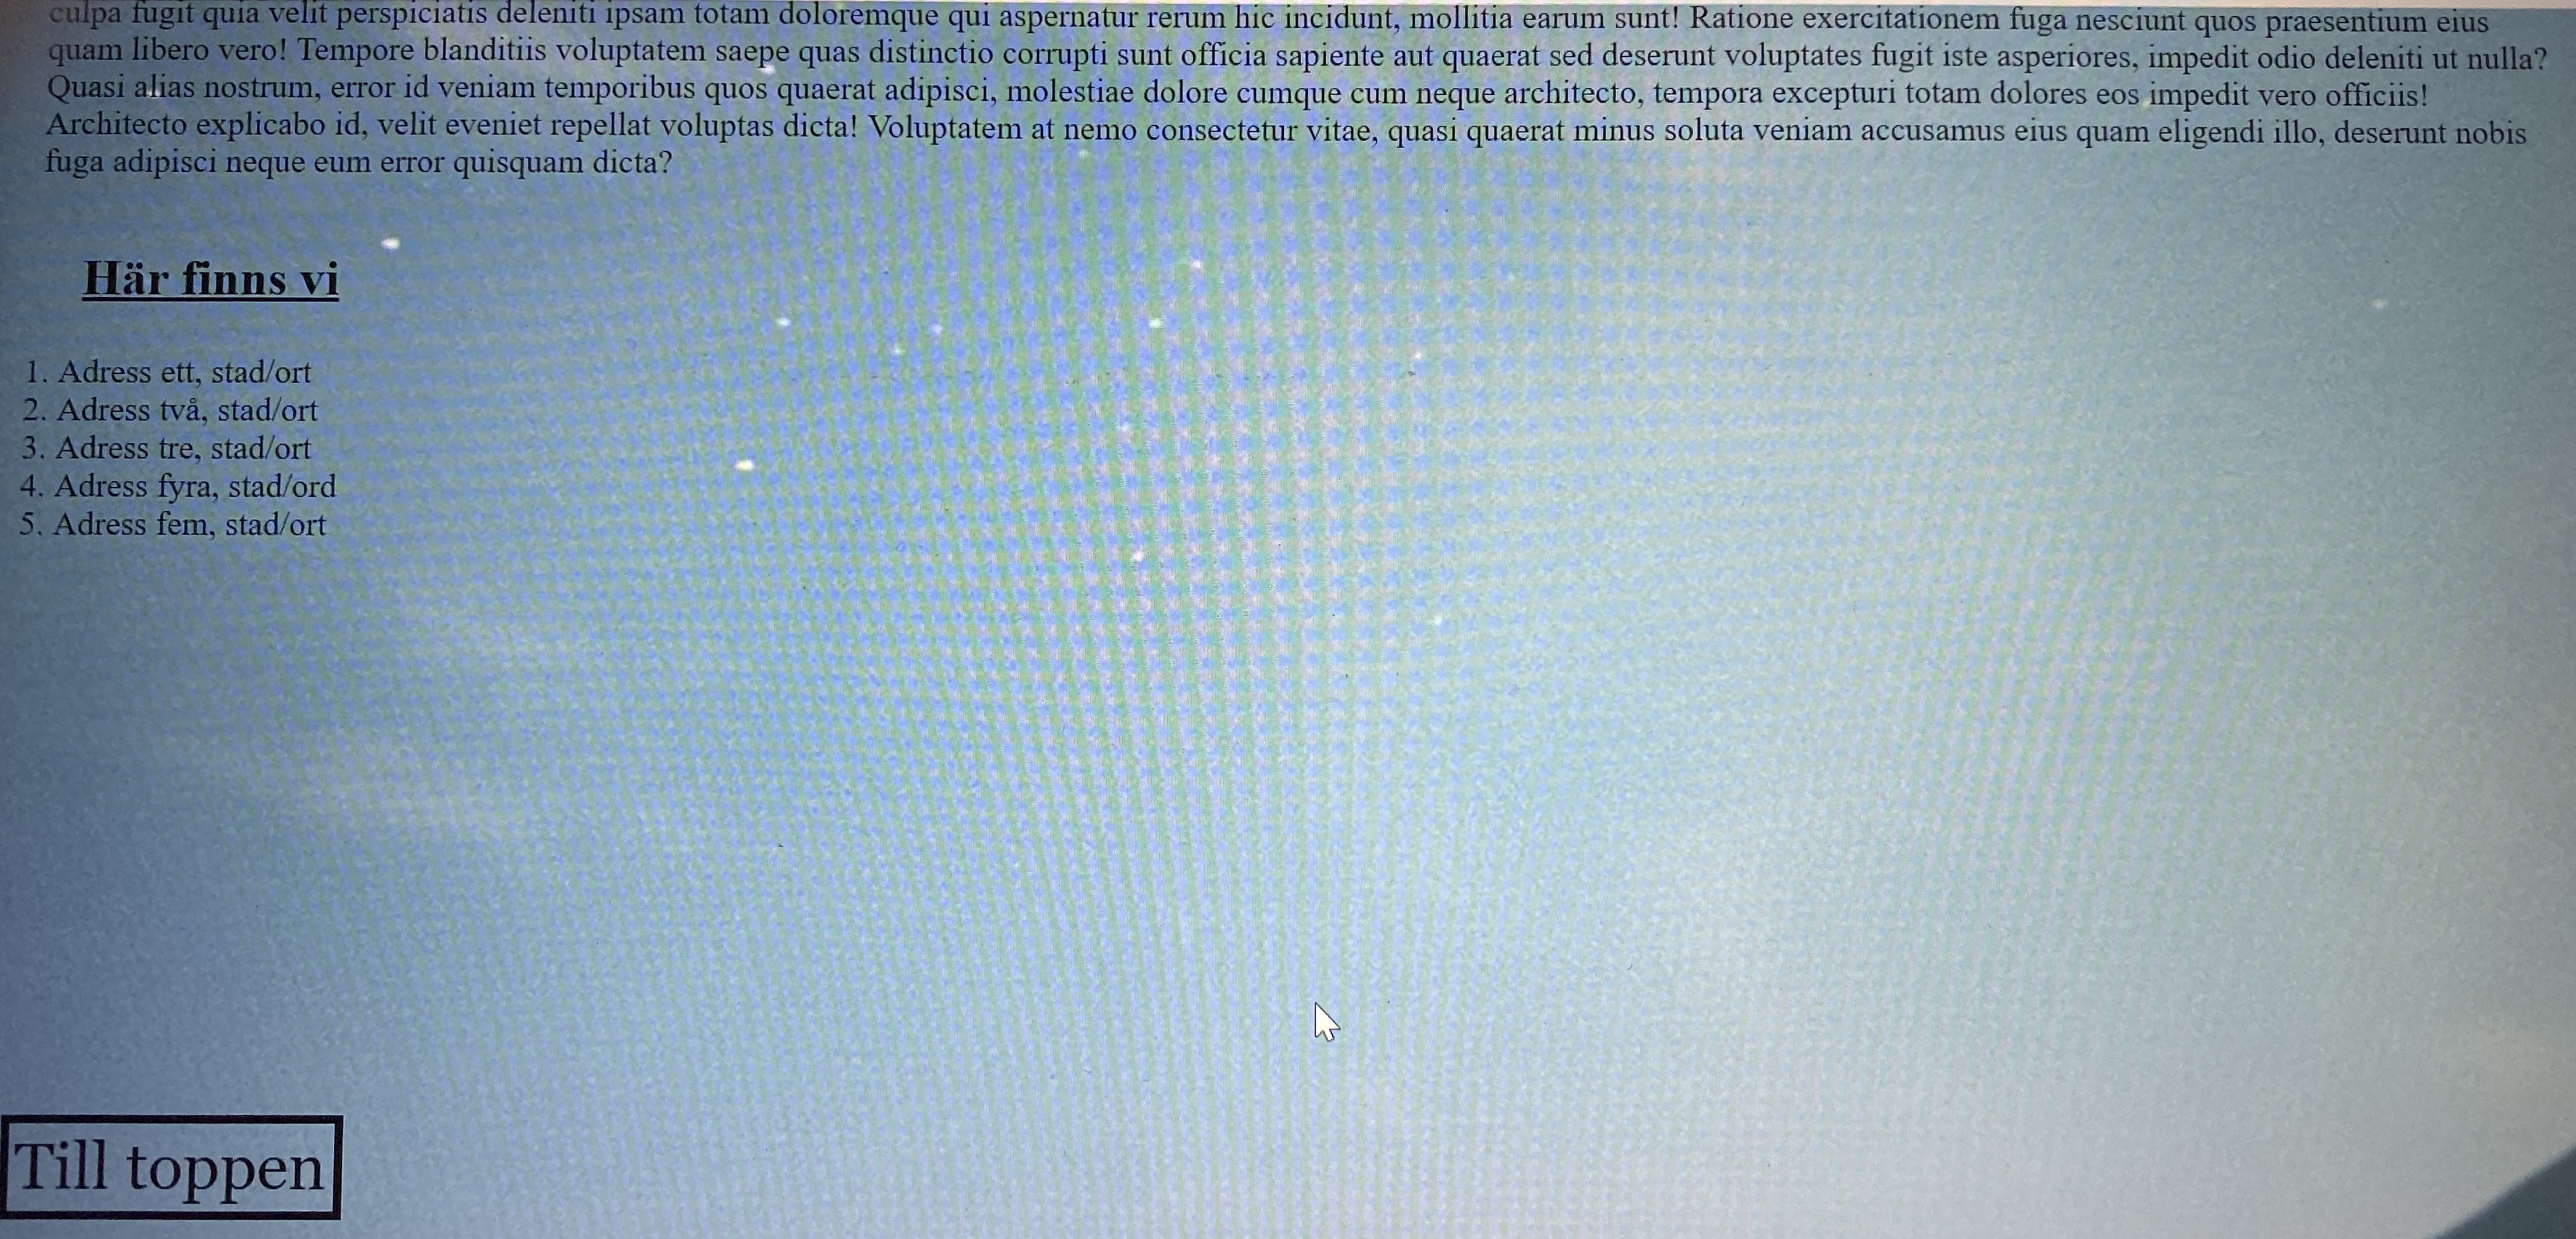 culpa fugit quia velit perspiciatis deleniti ipsam totam doloremque qui aspernatur rerum hic incidunt, mollitia earum sunt! Ratione exercitationem fuga nesciunt quos praesentium eius
quam libero vero! Tempore blanditiis voluptatem saepe quas distinctio corrupti sunt officia sapiente aut quaerat sed deserunt voluptates fugit iste asperiores, impedit odio deleniti ut nulla?
Quasi alias nostrum, error id veniam temporibus quos quaerat adipisci, molestiae dolore cumque cum neque architecto, tempora excepturi totam dolores eos impedit vero officiis!
Architecto explicabo id, velit eveniet repellat voluptas dicta! Voluptatem at nemo consectetur vitae, quasi quaerat minus soluta veniam accusamus eius quam eligendi illo, deserunt nobis
fuga adipisci neque eum error quisquam dicta?
Här finns vi
1. Adress ett, stad/ort
2. Adress två, stad/ort
3. Adress tre, stad/ort
4. Adress fyra, stad/ord
5. Adress fem, stad/ort
Till toppen